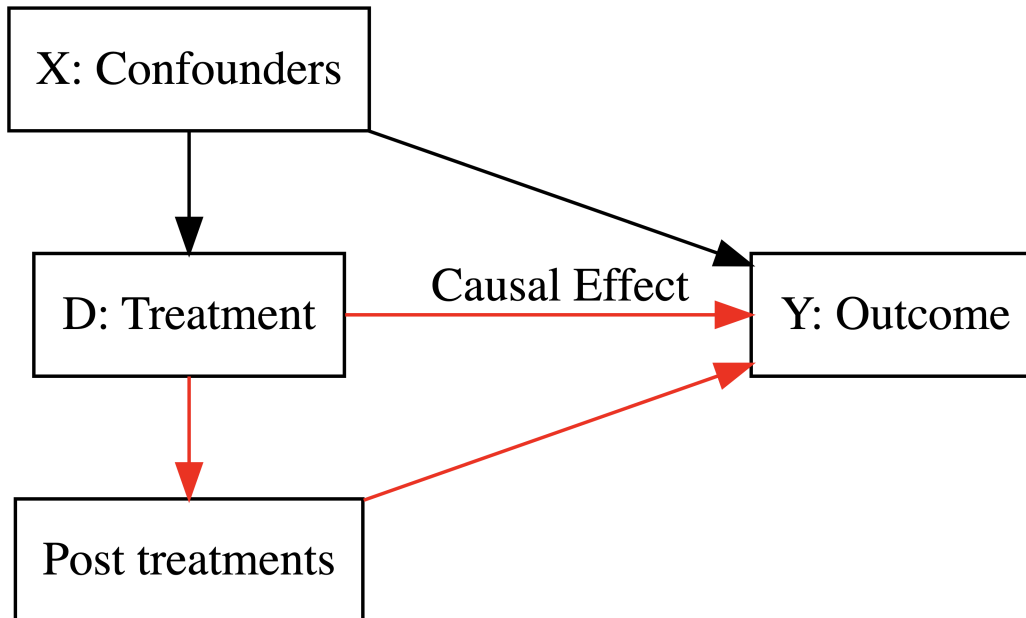 X: Confounders
Causal Effect
D: Treatment
Y: Outcome
Post treatments